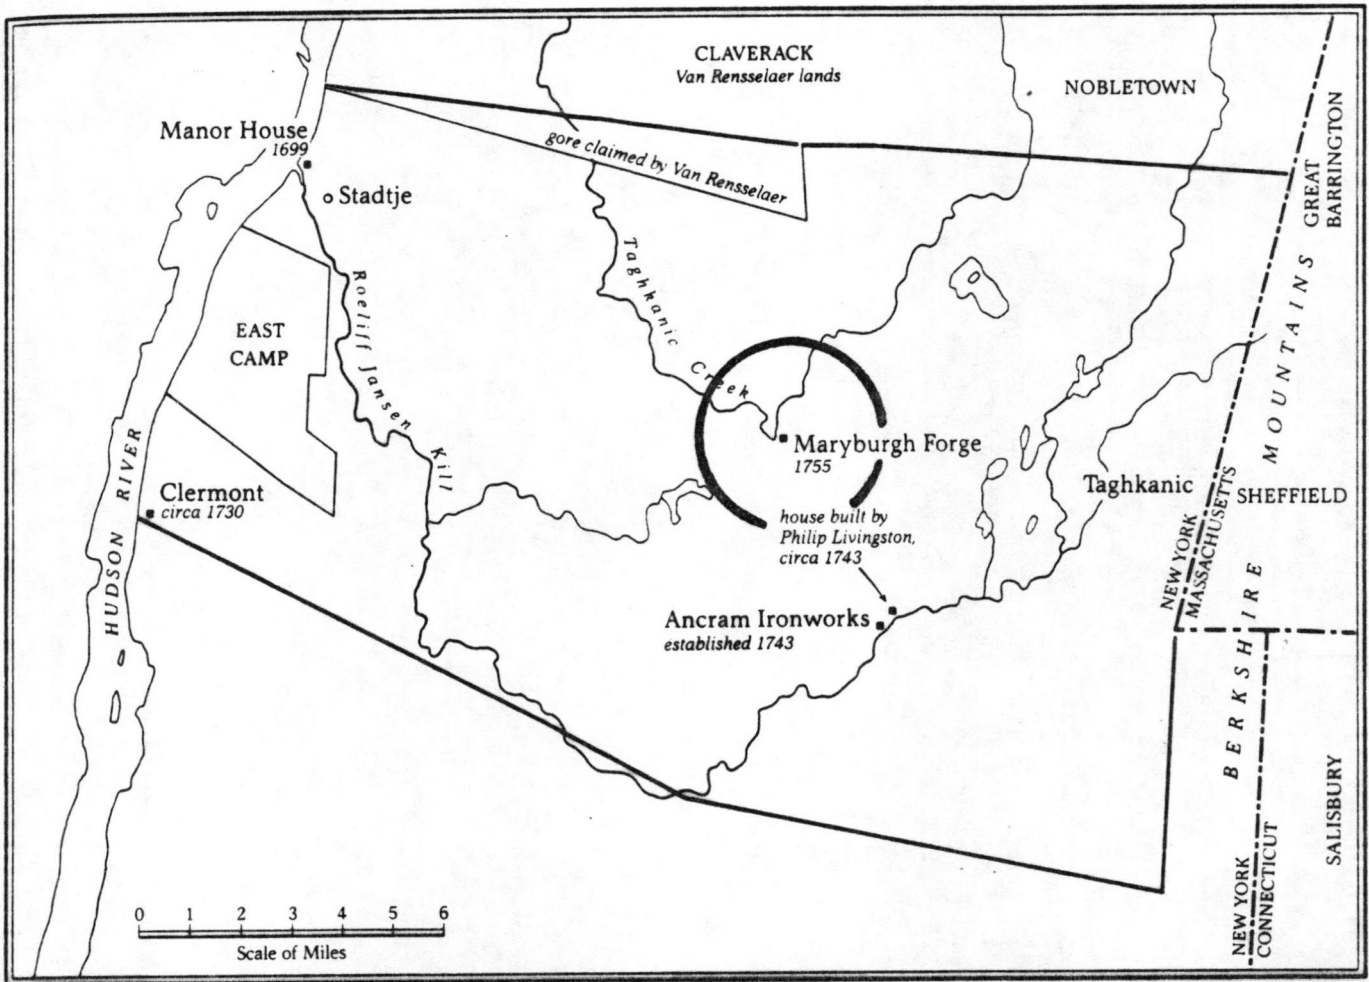 CLAVERACK
Van Rensselaer lands
NOBLETOWN
Manor House
1699
gore claimed by Van Rensselaer
Stadtje
GREAT
BARRINGTON
Taghkanic Creek
Roeliff Jansen Kill
EAST
CAMP
Maryburgh Forge
1755
Taghkanic
SHEFFIELD
Clermont
circa 1730
HUDSON RIVER
house built by
Philip Livingston,
circa 1743
NEW YORK
MASSACHUSETTS
BERKSHIRE MOUNTAINS
Ancram Ironworks
established 1743
SALISBURY
NEW YORK
CONNECTICUT
0 1 2 3 4 5 6
Scale of Miles